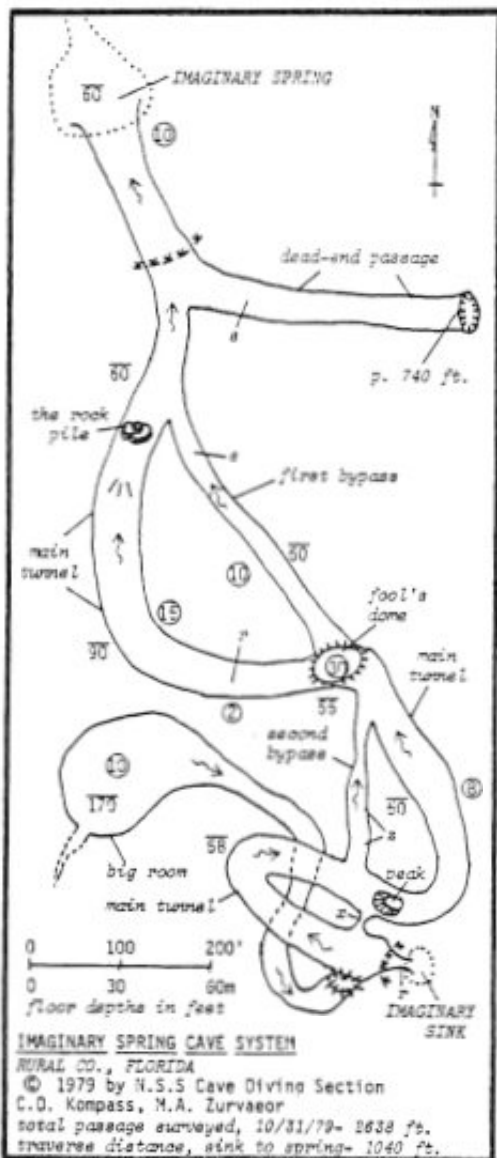 IMAGINARY SPRING
60
10
N
dead-end passage
s
p. 740 ft.
60
the rock
pile
s
first bypass
50
main
tunnel
10
fool's
dome
15
r
main
tunnel
90
2
55
second
bypass
8
10
50
s
170
58
peak
big room
main tunnel
z
0 100 200'
0 30 60m
floor depths in feet
IMAGINARY
SINK
IMAGINARY SPRING CAVE SYSTEM
RURAL CO., FLORIDA
© 1979 by N.S.S Cave Diving Section
C.D. Kompass, M.A. Zurvaeor
total passage surveyed, 10/31/79- 2638 ft.
traverse distance, sink to spring- 1040 ft.